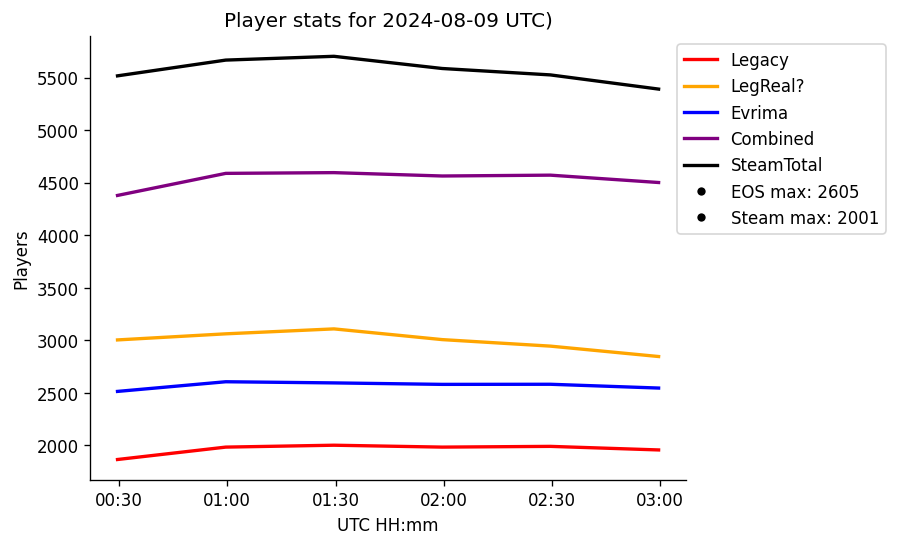 Player stats for 2024-08-09 UTC)
Legacy
LegReal?
Evrima
Combined
SteamTotal
EOS max: 2605
Steam max: 2001
Players
5500
5000
4500
4000
3500
3000
2500
2000
00:30 01:00 01:30 02:00 02:30 03:00
UTC HH:mm